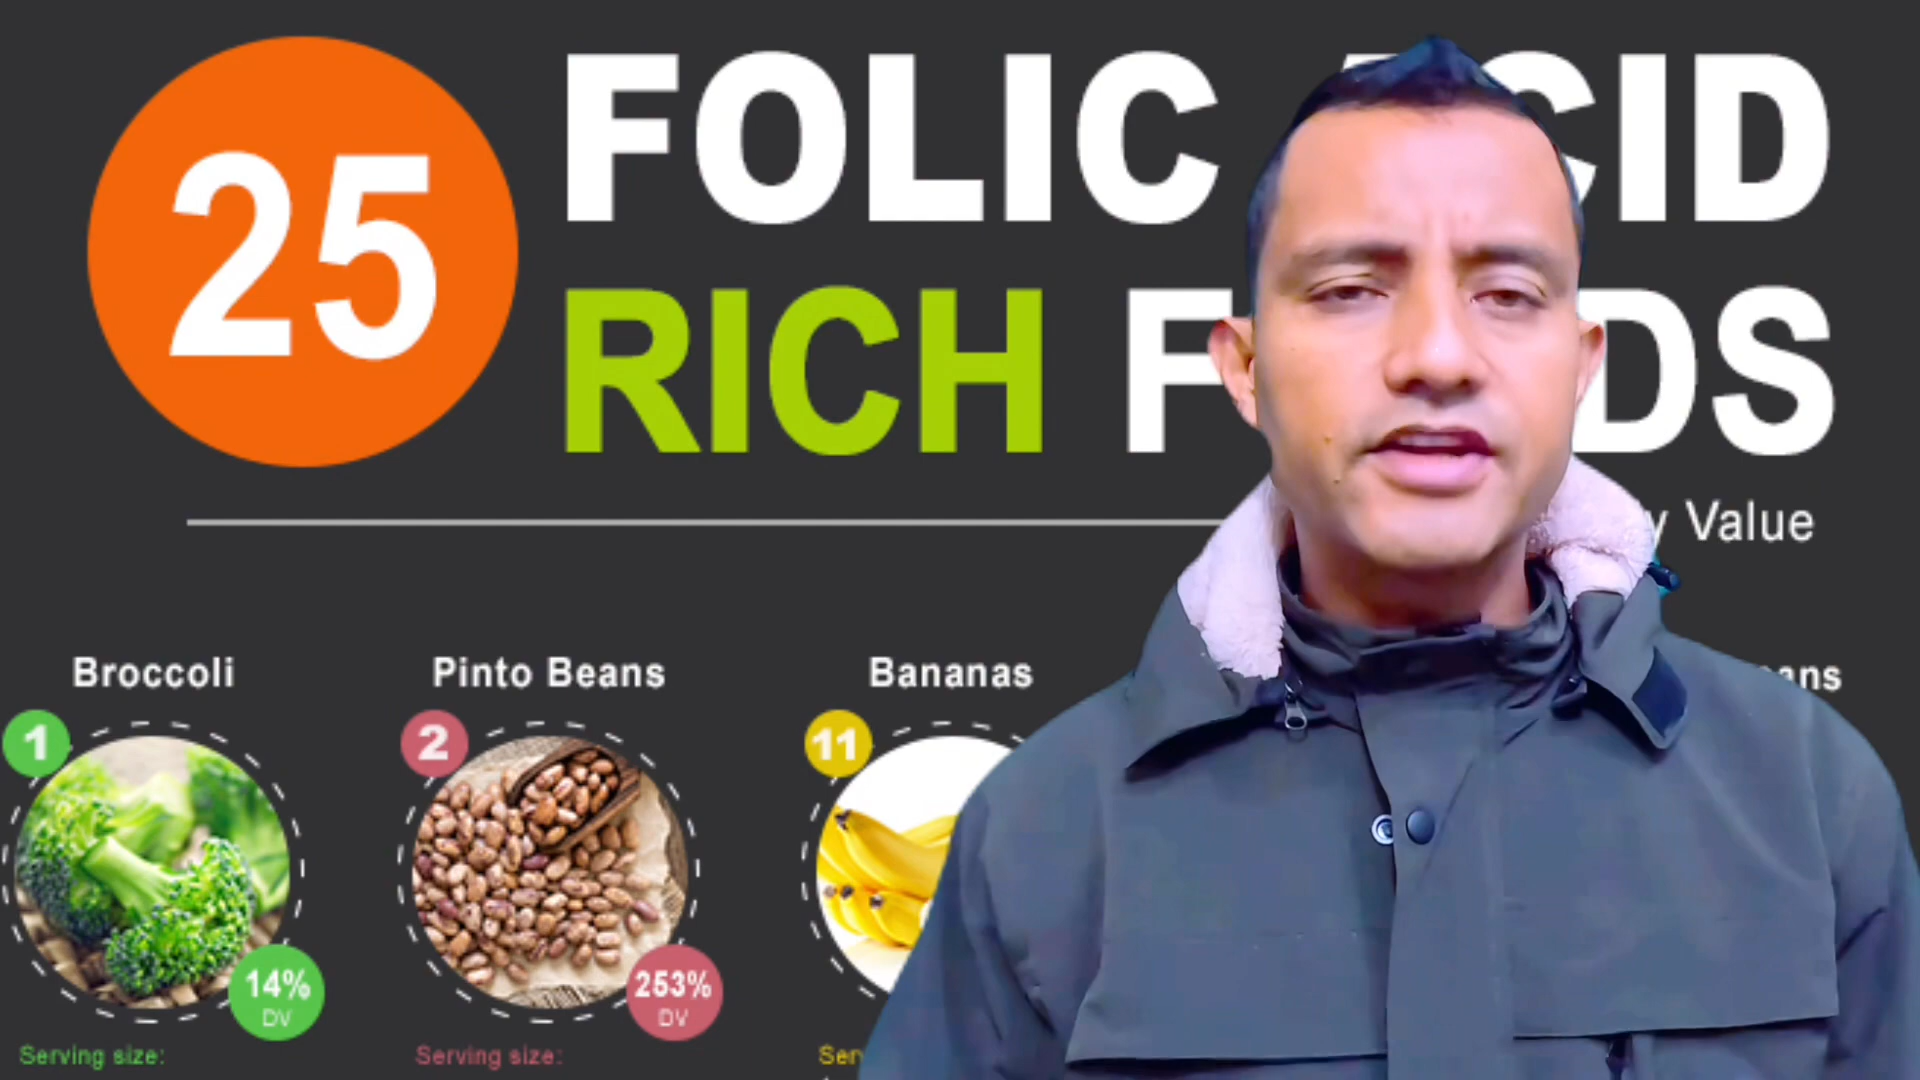 25
FOLIC
RICH
Value
Broccoli
Pinto Beans
Bananas
1
2
11
14%
DV
253%
DV
Serving size:
Serving size: